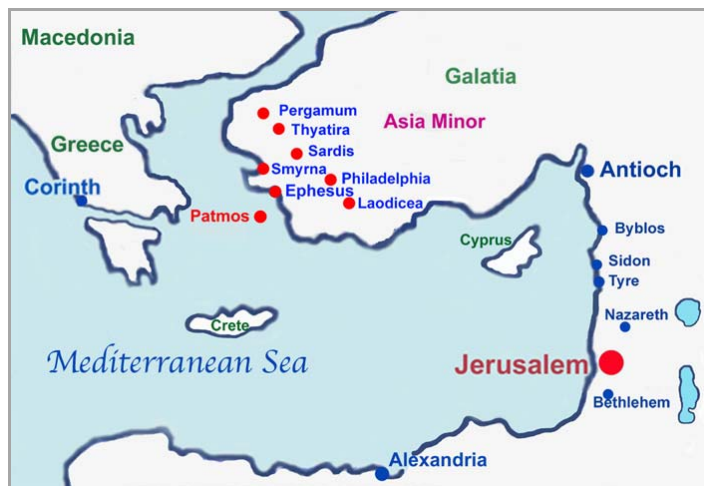 Macedonia
Galatia
Pergamum
Asia Minor
Thyatira
Greece
Sardis
Smyrna
Antioch
Philadelphia
Corinth
Ephesus
Laodicea
Patmos
Byblos
Cyprus
Sidon
Tyre
Nazareth
Crete
Mediterranean Sea
Jerusalem
Bethlehem
Alexandria